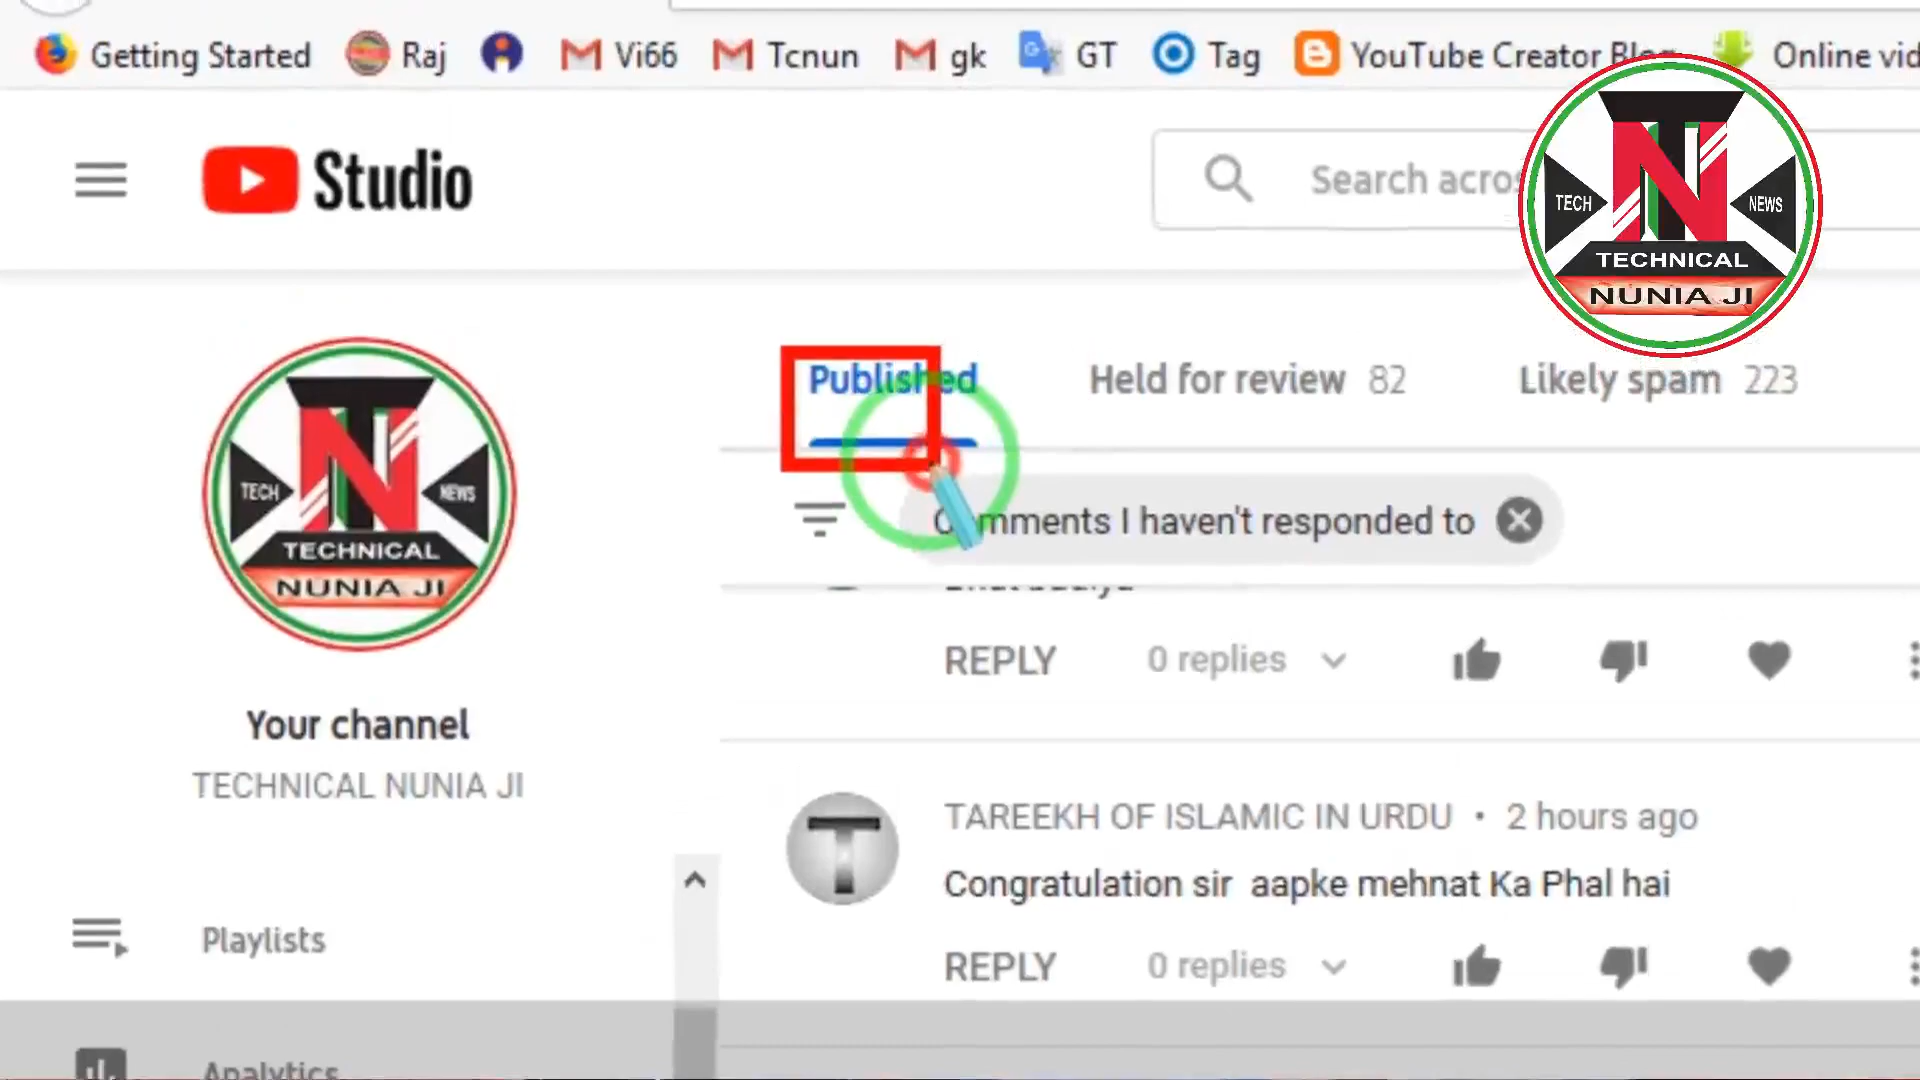 Getting Started Raj Vi66 Tcnun gk GT Tag YouTube Creator Blog Online vid
Studio
Search acros
TECH NEWS
TECHNICAL
NUNIA JI
Published Held for review 82 Likely spam 223
Comments I haven't responded to
REPLY 0 replies
TECH NEWS
TECHNICAL
NUNIA JI
Your channel
TECHNICAL NUNIA JI
TAREEKH OF ISLAMIC IN URDU • 2 hours ago
Congratulation sir aapke mehnat Ka Phal hai
REPLY 0 replies
Playlists
Analytics